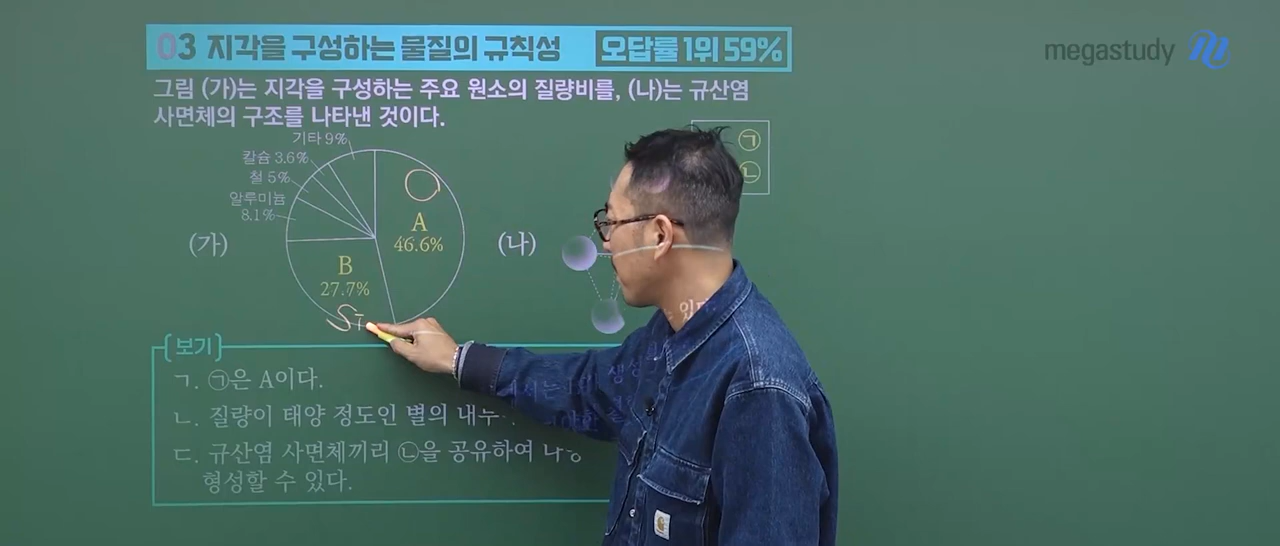 03 지각을 구성하는 물질의 규칙성 오답률 1위 59%
megastudy
그림 (가)는 지각을 구성하는 주요 원소의 질량비를, (나)는 규산염
사면체의 구조를 나타낸 것이다.
기타 9%
칼슘 3.6%
철 5%
알루미늄
8.1%
O
A
46.6%
B
27.7%
Si
(가)
(나)
㉠
㉡
보기
ㄱ. ㉠은 A이다.
ㄴ. 질량이 태양 정도인 별의 내부
ㄷ. 규산염 사면체끼리 ㉡을 공유하여
형성할 수 있다.